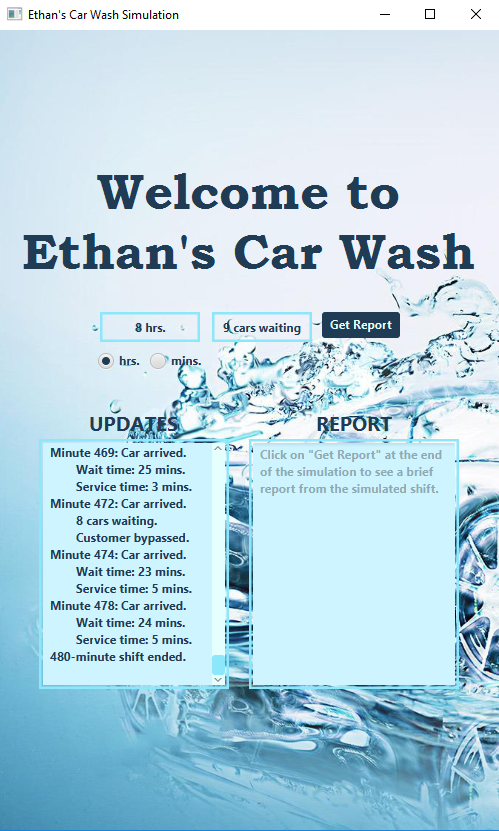 Ethan's Car Wash Simulation
Welcome to
Ethan's Car Wash
8 hrs.
9 cars waiting
Get Report
hrs.
mins.
UPDATES
Minute 469: Car arrived.
Wait time: 25 mins.
Service time: 3 mins.
Minute 472: Car arrived.
8 cars waiting.
Customer bypassed.
Minute 474: Car arrived.
Wait time: 23 mins.
Service time: 5 mins.
Minute 478: Car arrived.
Wait time: 24 mins.
Service time: 5 mins.
480-minute shift ended.
REPORT
Click on "Get Report" at the end
of the simulation to see a brief
report from the simulated shift.